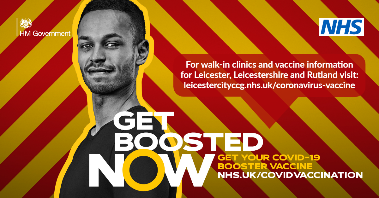 HM Government
NHS
For walk-in clinics and vaccine information
for Leicester, Leicestershire and Rutland visit:
leicestercityccg.nhs.uk/coronavirus-vaccine
GET
BOOSTED
NOW
GET YOUR COVID-19
BOOSTER VACCINE
NHS.UK/COVIDVACCINATION